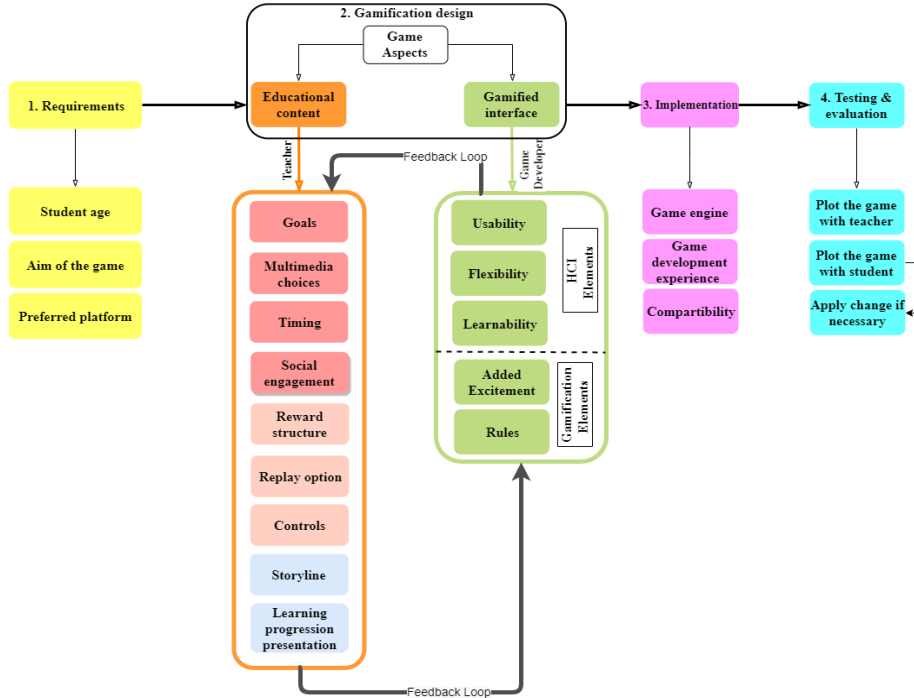 2. Gamification design
Game
Aspects
1. Requirements
Educational
content
Gamified
interface
3. Implementation
4. Testing &
evaluation
Teacher
Feedback Loop
Game
Developer
Student age
Aim of the game
Preferred platform
Goals
Multimedia
choices
Timing
Social
engagement
Reward
structure
Replay option
Controls
Storyline
Learning
progression
presentation
Usability
Flexibility
Learnability
HCI
Elements
Added
Excitement
Rules
Gamification
Elements
Game engine
Game
development
experience
Compartibility
Plot the game
with teacher
Plot the game
with student
Apply change if
necessary
Feedback Loop